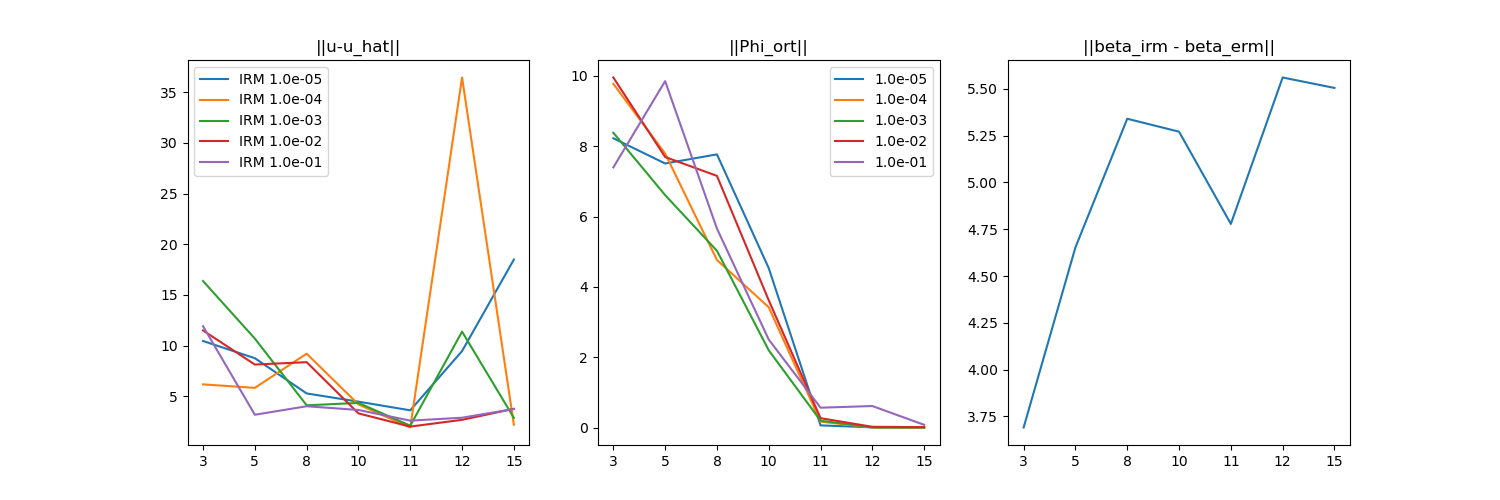 ||u-u_hat||
IRM 1.0e-05
IRM 1.0e-04
IRM 1.0e-03
IRM 1.0e-02
IRM 1.0e-01
35
30
25
20
15
10
5
3 5 8 10 11 12 15
||Phi_ort||
1.0e-05
1.0e-04
1.0e-03
1.0e-02
1.0e-01
10
8
6
4
2
0
3 5 8 10 11 12 15
||beta_irm - beta_erm||
5.50
5.25
5.00
4.75
4.50
4.25
4.00
3.75
3 5 8 10 11 12 15